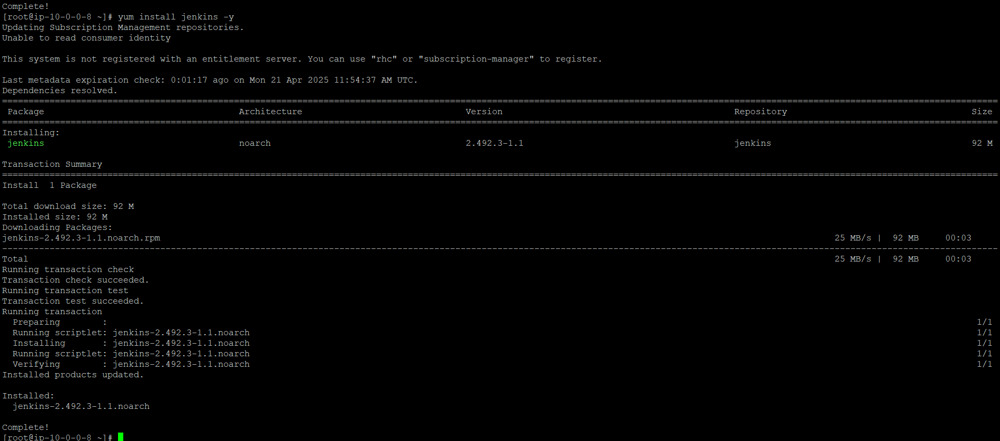 Complete!
[root@ip-10-0-0-8 ~]# yum install jenkins -y
Updating Subscription Management repositories.
Unable to read consumer identity
This system is not registered with an entitlement server. You can use "rhc" or "subscription-manager" to register.
Last metadata expiration check: 0:01:17 ago on Mon 21 Apr 2025 11:54:37 AM UTC.
Dependencies resolved.
Package Architecture Version Repository Size
Installing:
jenkins noarch 2.492.3-1.1 jenkins 92 M
Transaction Summary
Install  1 Package
Total download size: 92 M
Installed size: 92 M
Downloading Packages:
jenkins-2.492.3-1.1.noarch.rpm 25 MB/s |  92 MB     00:03
Total 25 MB/s |  92 MB     00:03
Running transaction check
Transaction check succeeded.
Running transaction test
Transaction test succeeded.
Running transaction
Preparing        : 1/1
Running scriptlet: jenkins-2.492.3-1.1.noarch 1/1
Installing       : jenkins-2.492.3-1.1.noarch 1/1
Running scriptlet: jenkins-2.492.3-1.1.noarch 1/1
Verifying        : jenkins-2.492.3-1.1.noarch 1/1
Installed products updated.
Installed:
jenkins-2.492.3-1.1.noarch
Complete!
[root@ip-10-0-0-8 ~]#